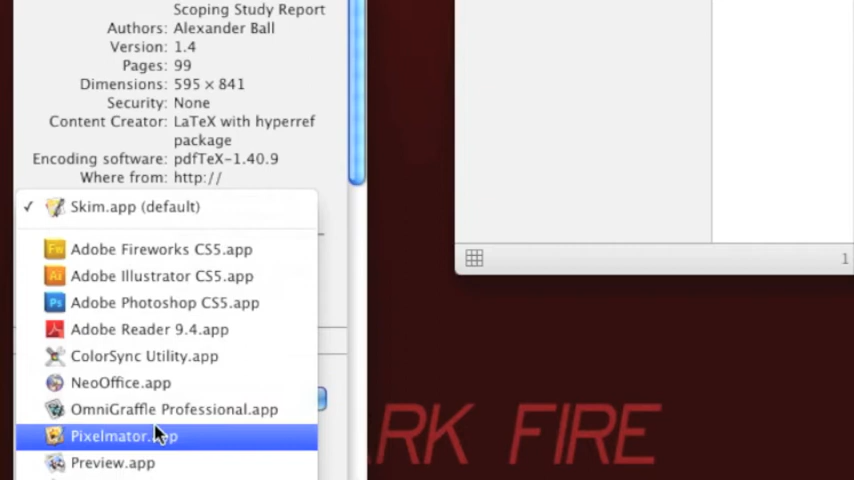 Scoping Study Report
Authors: Alexander Ball
Version: 1.4
Pages: 99
Dimensions: 595 × 841
Security: None
Content Creator: LaTeX with hyperref
package
Encoding software: pdfTeX-1.40.9
Where from: http://
✓ Skim.app (default)
Fw Adobe Fireworks CS5.app
Ai Adobe Illustrator CS5.app
Ps Adobe Photoshop CS5.app
Adobe Reader 9.4.app
ColorSync Utility.app
NeoOffice.app
OmniGraffle Professional.app
Pixelmator.app
Preview.app
1
ARK FIRE